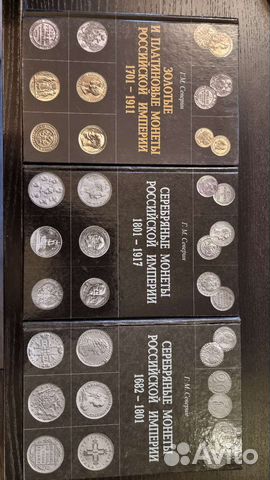 Г.М. Северин
ЗОЛОТЫЕ
И ПЛАТИНОВЫЕ МОНЕТЫ
РОССИЙСКОЙ ИМПЕРИИ
1701 – 1911
Г.М. Северин
СЕРЕБРЯНЫЕ МОНЕТЫ
РОССИЙСКОЙ ИМПЕРИИ
1801 – 1917
Г.М. Северин
СЕРЕБРЯНЫЕ МОНЕТЫ
РОССИЙСКОЙ ИМПЕРИИ
1682 – 1801
Avito